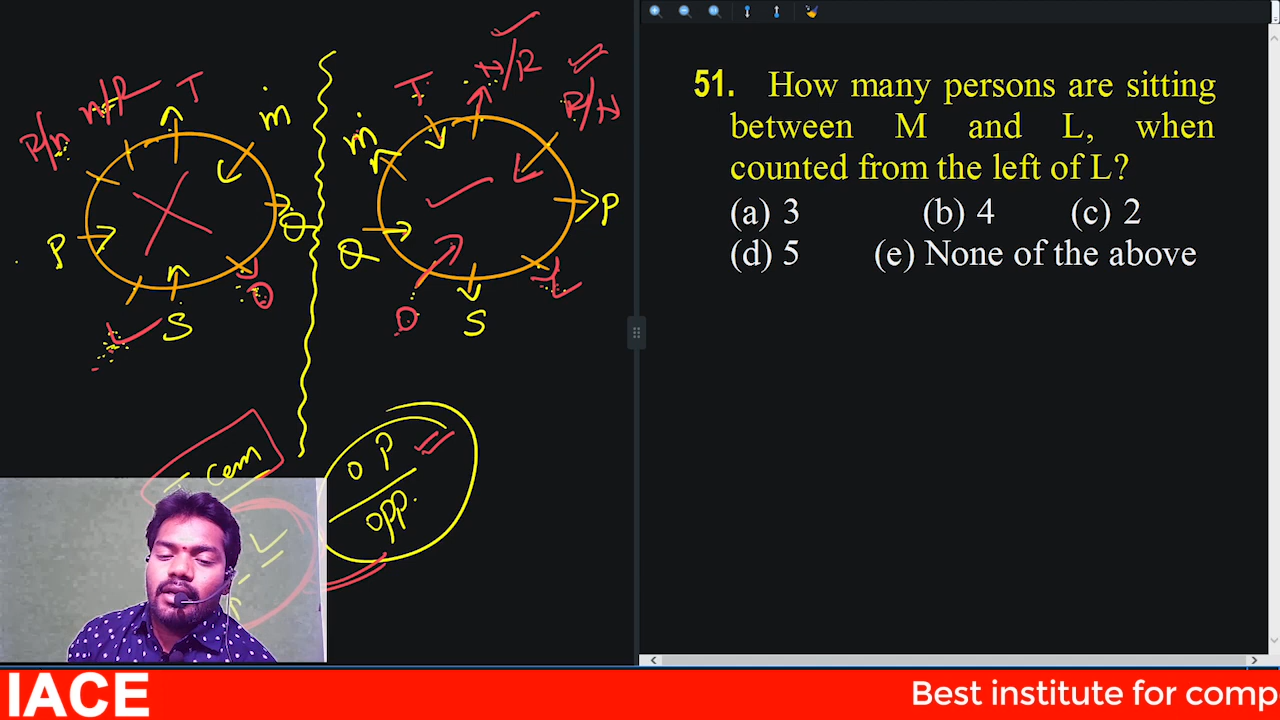 51. How many persons are sitting
between M and L, when
counted from the left of L?
(a) 3 (b) 4 (c) 2
(d) 5 (e) None of the above
R/N N/R T M
P Q
L S O
T N/R R/N
M
Q P
O S L
I cem
O P
opp.
IACE
Best institute for comp